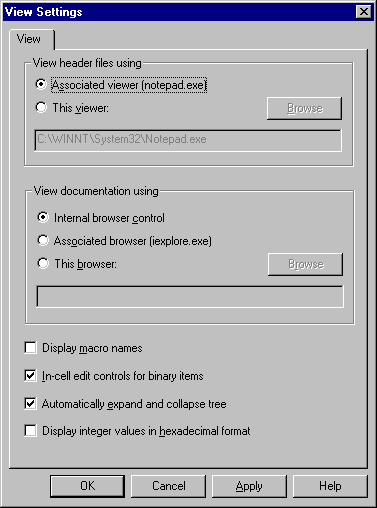 View Settings
View
View header files using
Associated viewer (notepad.exe)
This viewer:
Browse
C:\WINNT\System32\Notepad.exe
View documentation using
Internal browser control
Associated browser (iexplore.exe)
This browser:
Browse
Display macro names
In-cell edit controls for binary items
Automatically expand and collapse tree
Display integer values in hexadecimal format
OK Cancel Apply Help